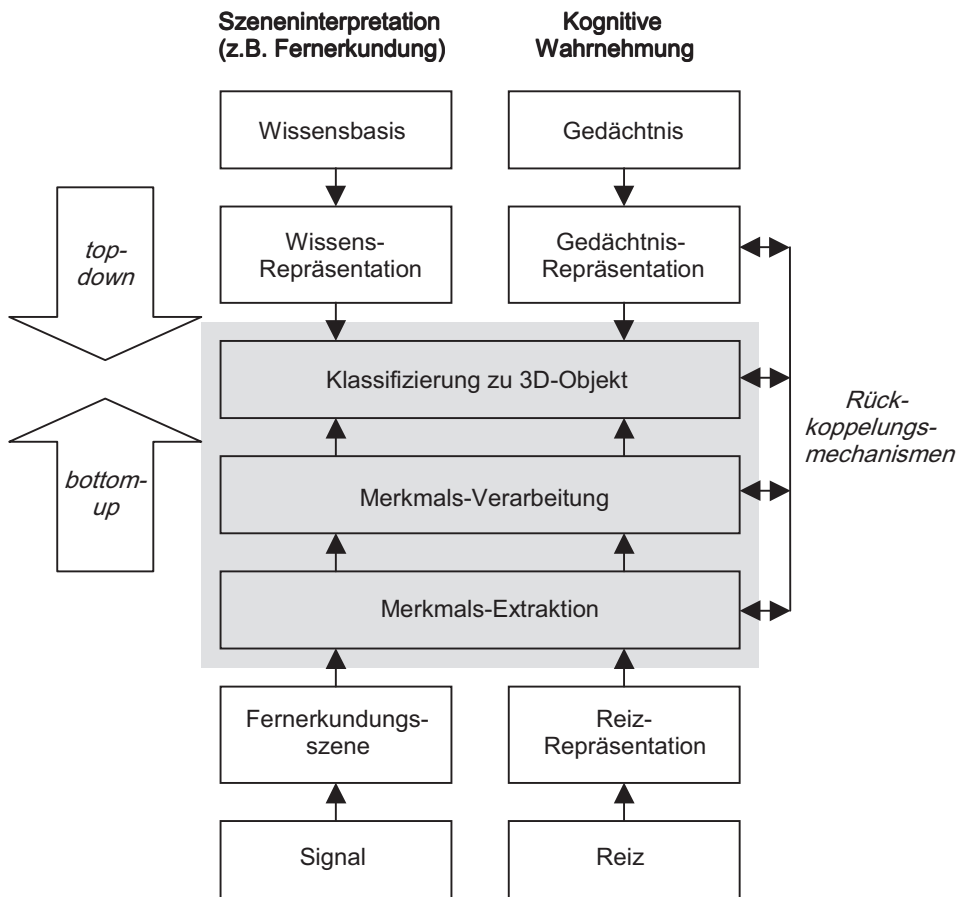 Szeneninterpretation
(z.B. Fernerkundung)
Kognitive
Wahrnehmung
Wissensbasis
Gedächtnis
Wissens-
Repräsentation
Gedächtnis-
Repräsentation
top-
down
Klassifizierung zu 3D-Objekt
Rück-
koppelungs-
mechismen
bottom-
up
Merkmals-Verarbeitung
Merkmals-Extraktion
Fernerkundungs-
szene
Reiz-
Repräsentation
Signal
Reiz